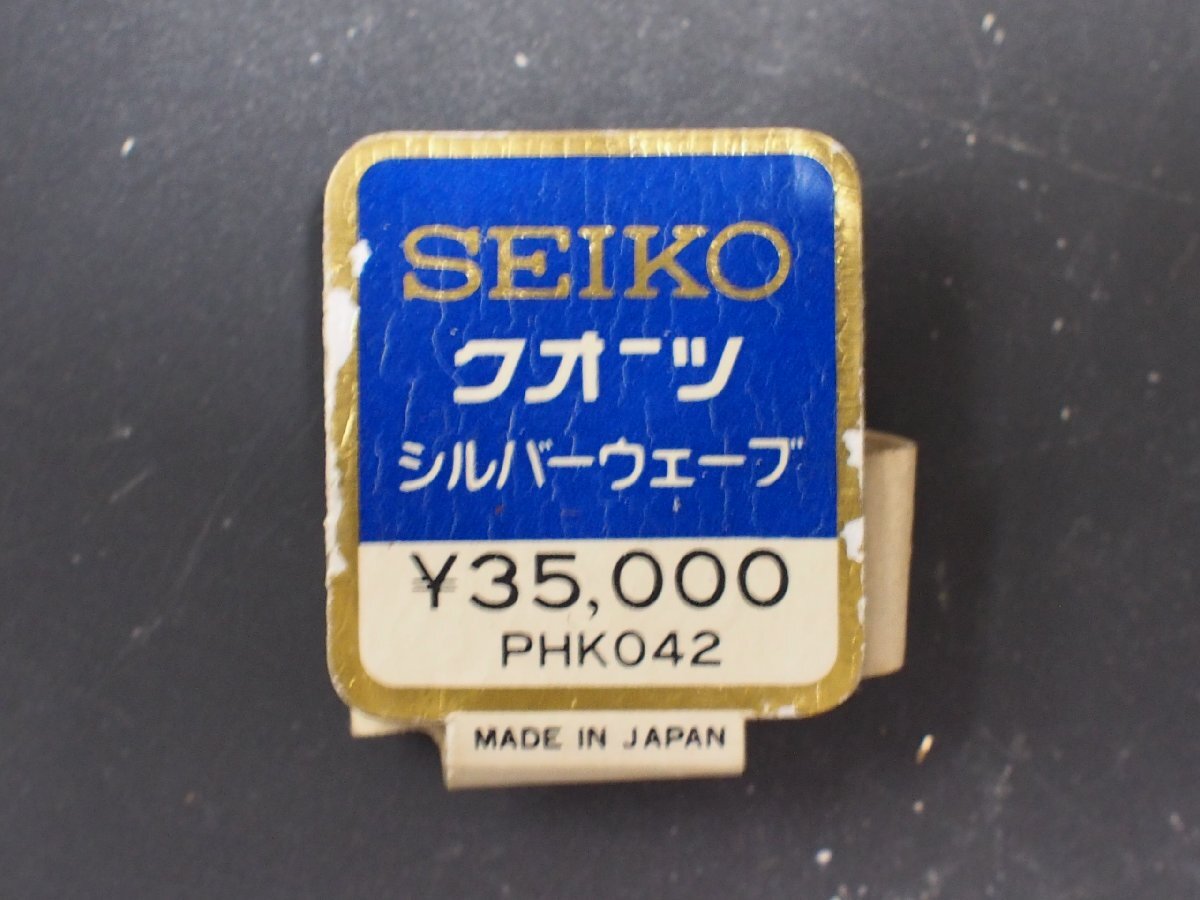 SEIKO
クオーツ
シルバーウェーブ
¥35,000
PHK042
MADE IN JAPAN